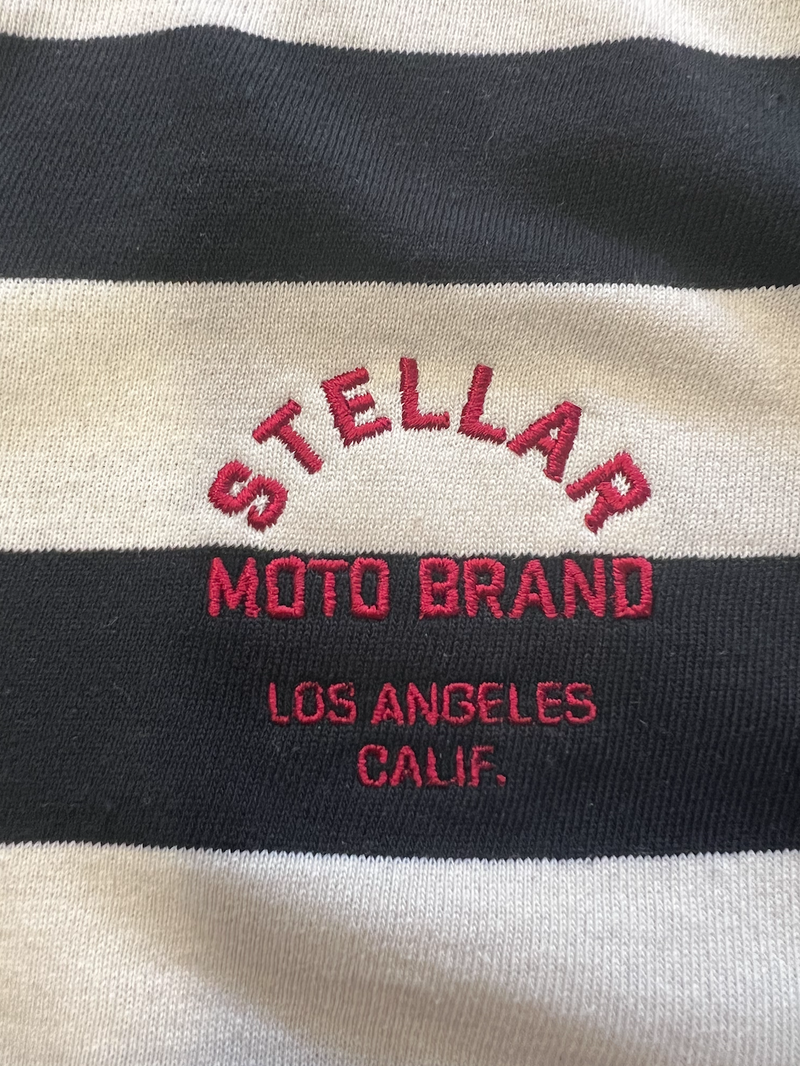 STELLAR
MOTO BRAND
LOS ANGELES
CALIF.